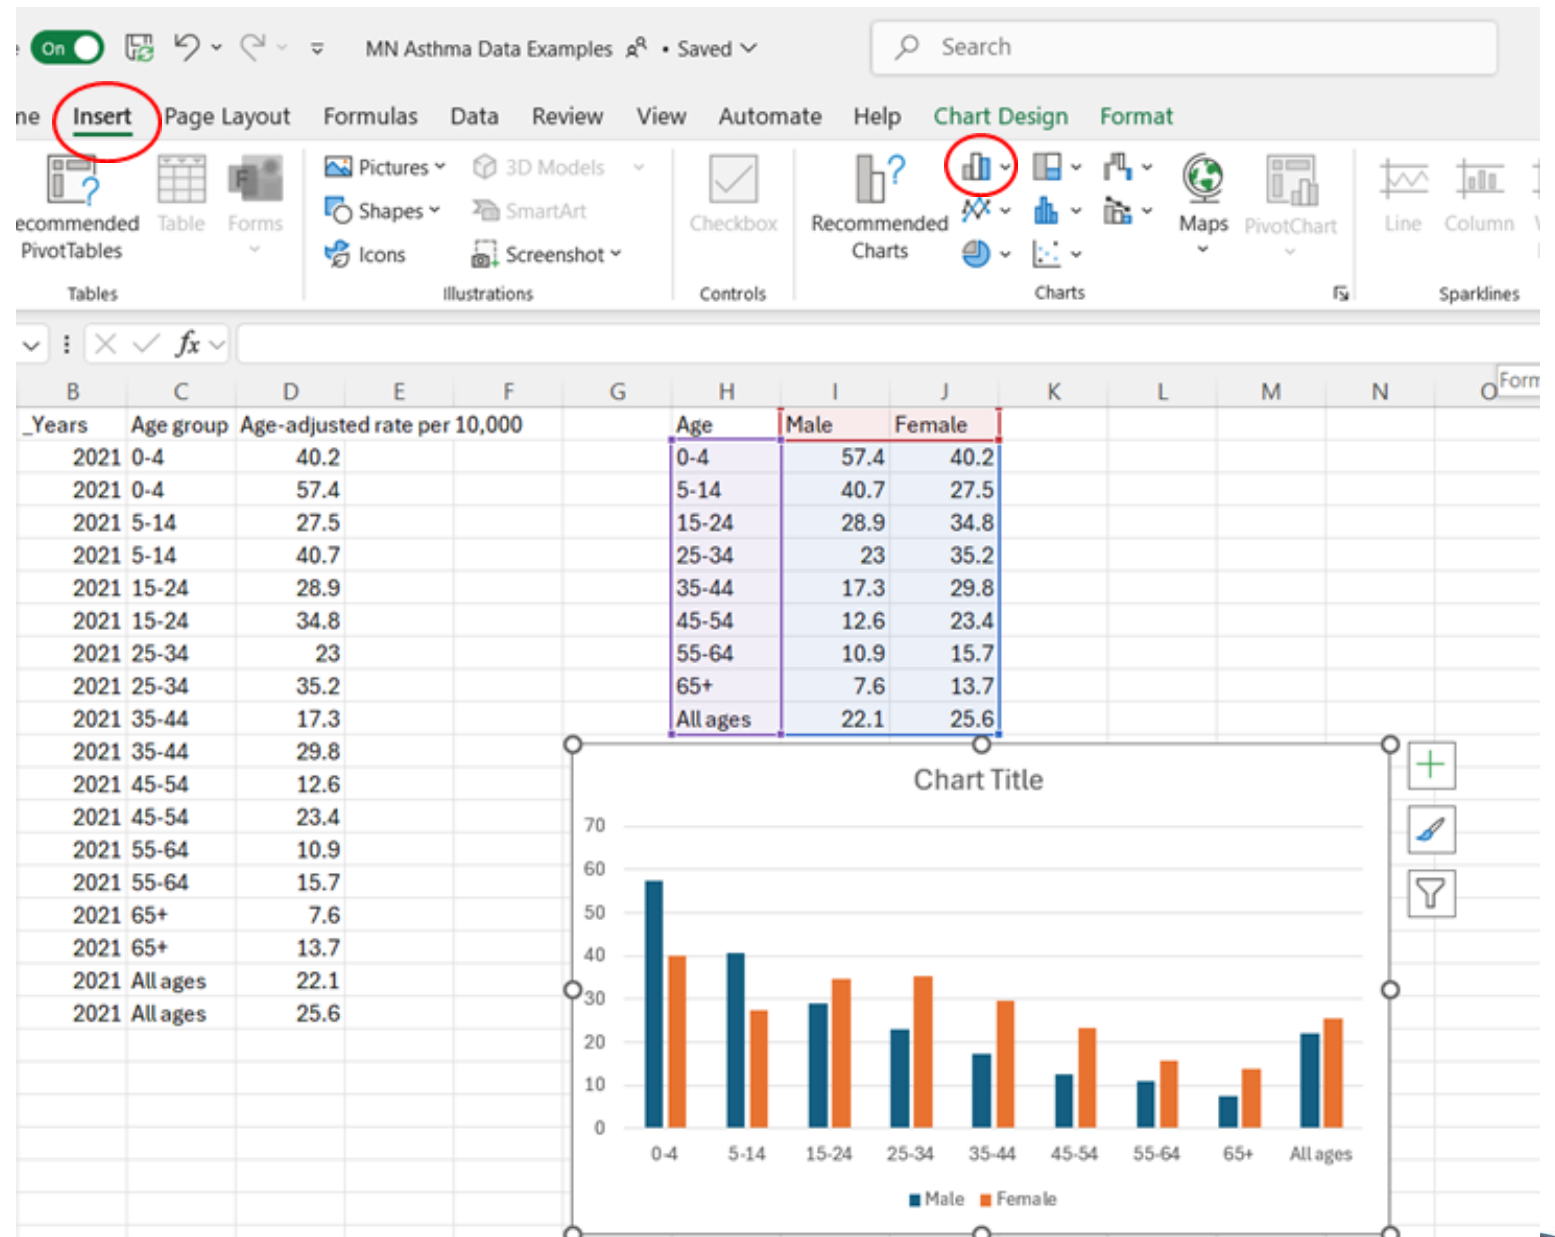 On MN Asthma Data Examples • Saved Search
Insert Page Layout Formulas Data Review View Automate Help Chart Design Format
Pictures 3D Models
Shapes SmartArt
Icons Screenshot
ecommended PivotTables Table Forms Checkbox Recommended Charts Maps PivotChart Line Column
Tables Illustrations Controls Charts Sparklines
fx
Form
B C D E F G H I J K L M N O
_Years Age group Age-adjusted rate per 10,000 Age Male Female
2021 0-4 40.2 0-4 57.4 40.2
2021 0-4 57.4 5-14 40.7 27.5
2021 5-14 27.5 15-24 28.9 34.8
2021 5-14 40.7 25-34 23 35.2
2021 15-24 28.9 35-44 17.3 29.8
2021 15-24 34.8 45-54 12.6 23.4
2021 25-34 23 55-64 10.9 15.7
2021 25-34 35.2 65+ 7.6 13.7
2021 35-44 17.3 All ages 22.1 25.6
2021 35-44 29.8
2021 45-54 12.6
2021 45-54 23.4
2021 55-64 10.9
2021 55-64 15.7
2021 65+ 7.6
2021 65+ 13.7
2021 All ages 22.1
2021 All ages 25.6
Chart Title
70
60
50
40
30
20
10
0
0-4 5-14 15-24 25-34 35-44 45-54 55-64 65+ All ages
Male Female